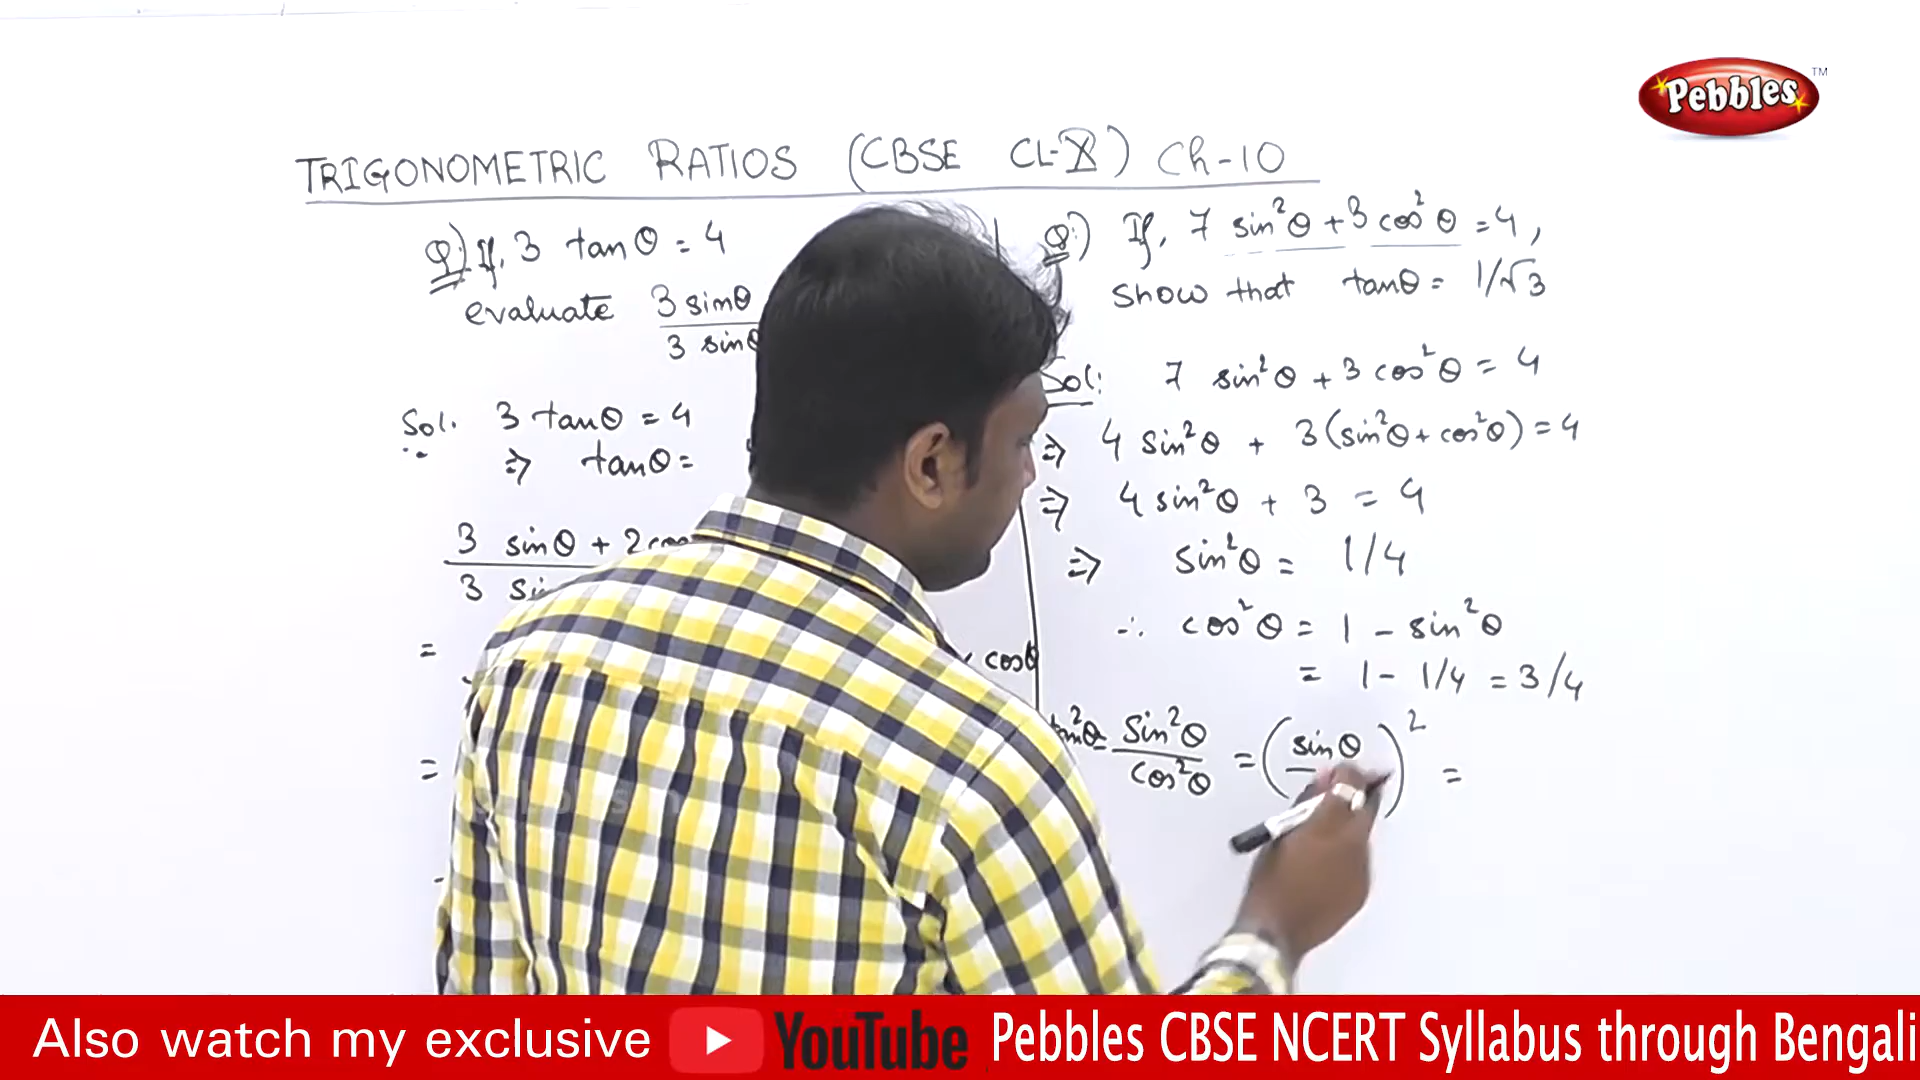 Pebbles TM
TRIGONOMETRIC RATIOS (CBSE CL-X) Ch-10
Q) If, 3 tanθ = 4
evaluate 3 sinθ
3 sinθ
Sol. 3 tanθ = 4
⇒ tanθ =
3 sinθ + 2 cos
3 si
=
cosθ
=
Q:) If, 7 sin²θ + 3 cos²θ = 4,
show that tanθ = 1/√3
Sol: 7 sin²θ + 3 cos²θ = 4
⇒ 4 sin²θ + 3(sin²θ + cos²θ) = 4
⇒ 4 sin²θ + 3 = 4
⇒ sin²θ = 1/4
∴ cos²θ = 1 - sin²θ
= 1 - 1/4 = 3/4
tan²θ = sin²θ/cos²θ = (sinθ/ )² =
Also watch my exclusive YouTube Pebbles CBSE NCERT Syllabus through Bengali